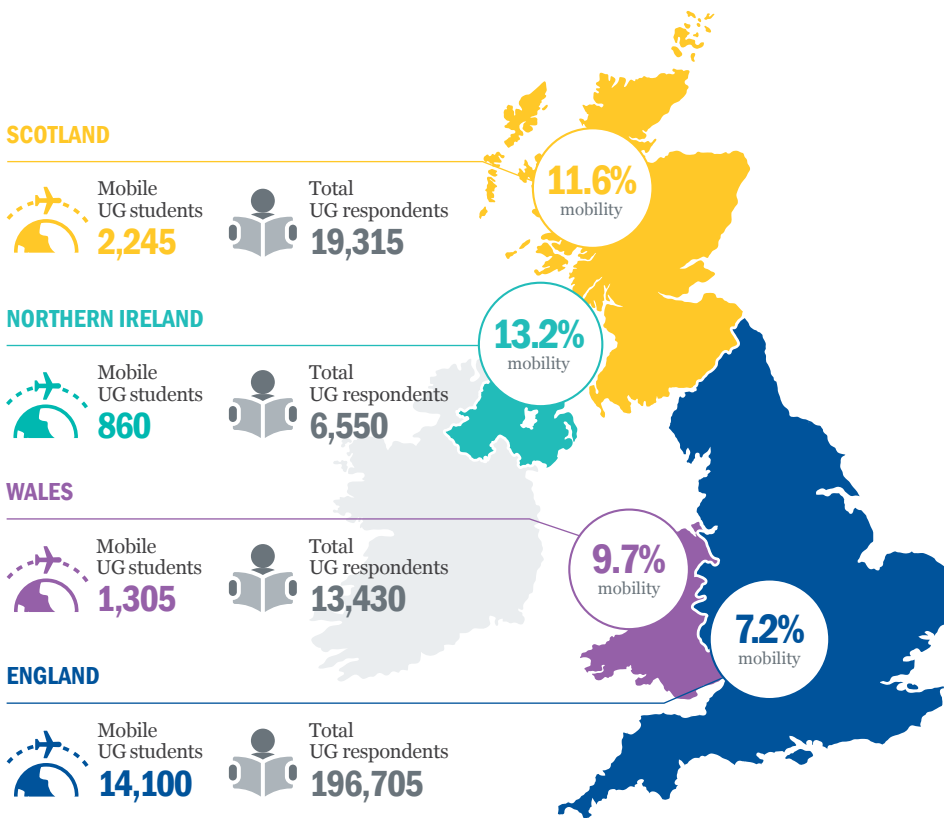 SCOTLAND
Mobile
UG students
2,245
Total
UG respondents
19,315
11.6%
mobility
NORTHERN IRELAND
Mobile
UG students
860
Total
UG respondents
6,550
13.2%
mobility
WALES
Mobile
UG students
1,305
Total
UG respondents
13,430
9.7%
mobility
ENGLAND
Mobile
UG students
14,100
Total
UG respondents
196,705
7.2%
mobility